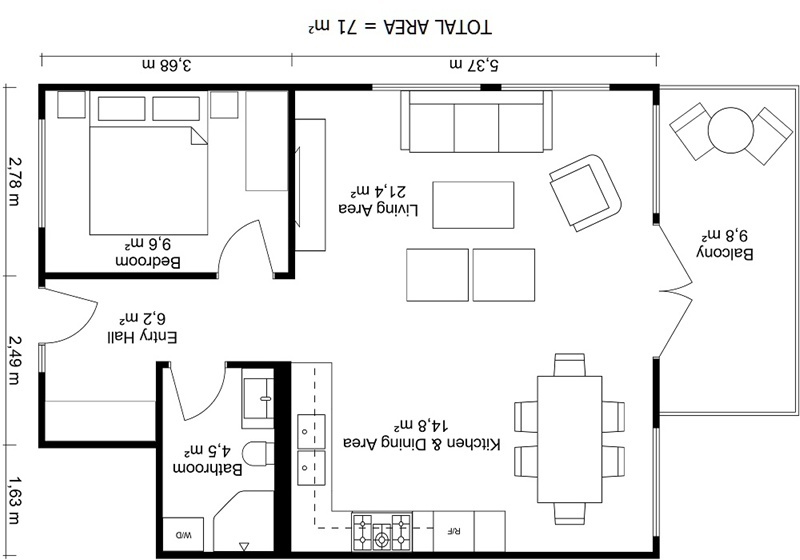 TOTAL AREA = 71 m²
3,68 m
5,37 m
2,78 m
2,49 m
1,63 m
Bedroom
9,6 m²
Living Area
21,4 m²
Balcony
9,8 m²
Entry Hall
6,2 m²
Kitchen & Dining Area
14,8 m²
Bathroom
4,5 m²
W/D
R/F